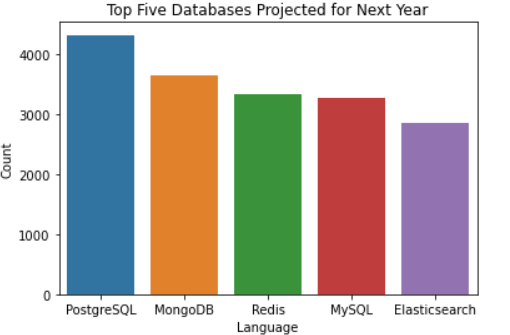 Top Five Databases Projected for Next Year
4000
3000
2000
1000
0
Count
PostgreSQL MongoDB Redis MySQL Elasticsearch
Language